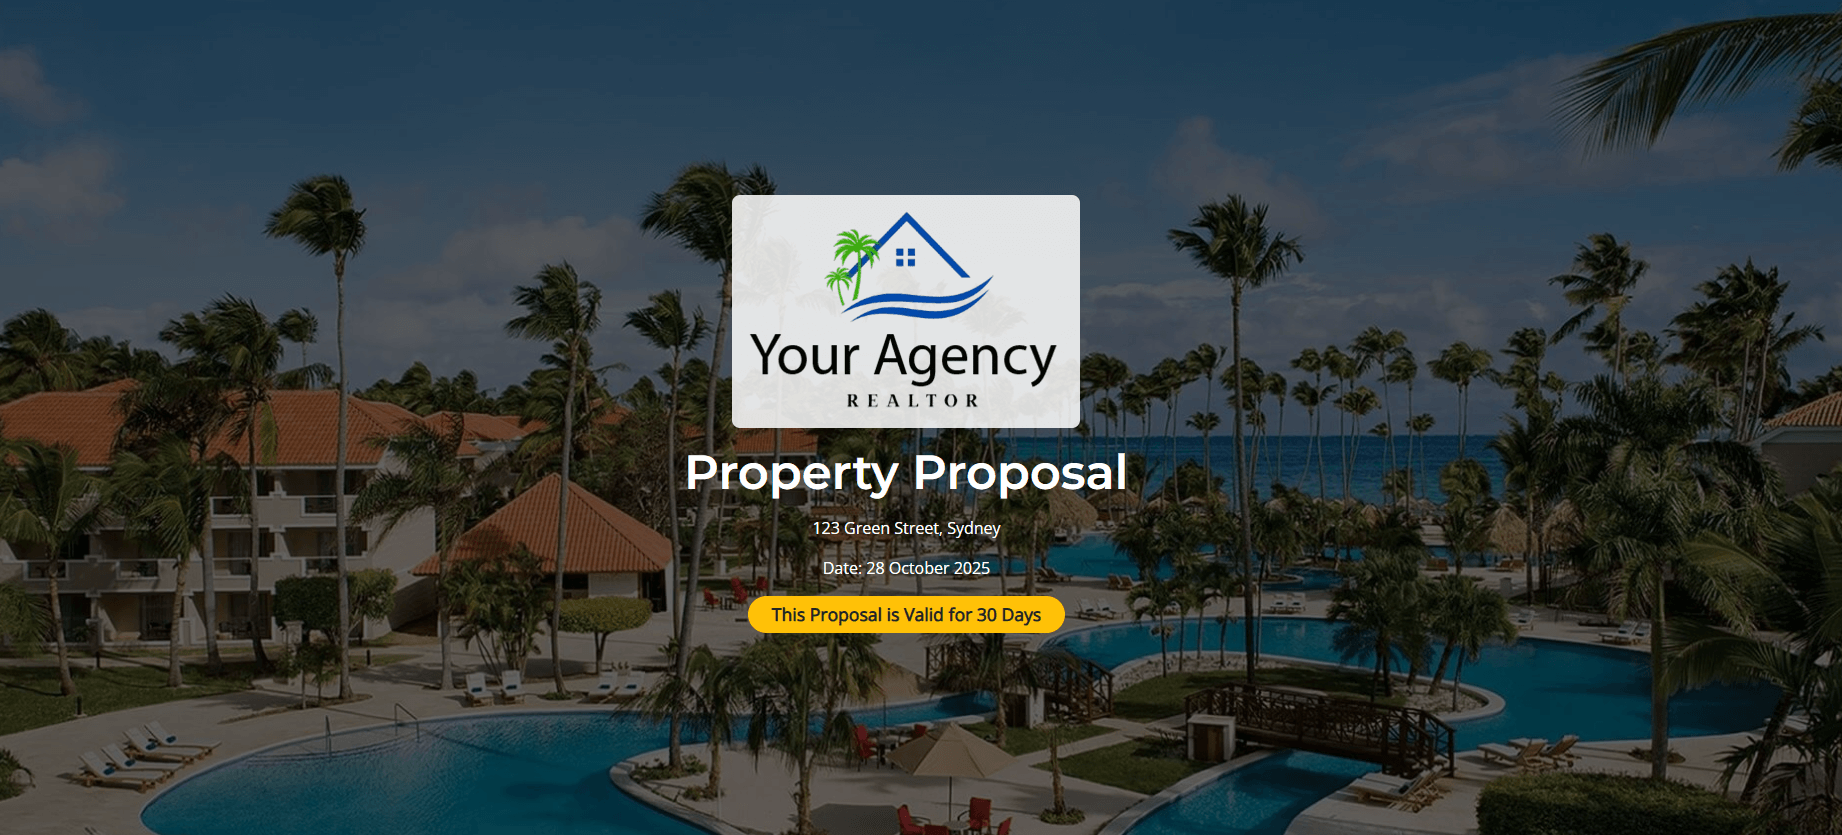 Your Agency
REALTOR
Property Proposal
123 Green Street, Sydney
Date: 28 October 2025
This Proposal is Valid for 30 Days